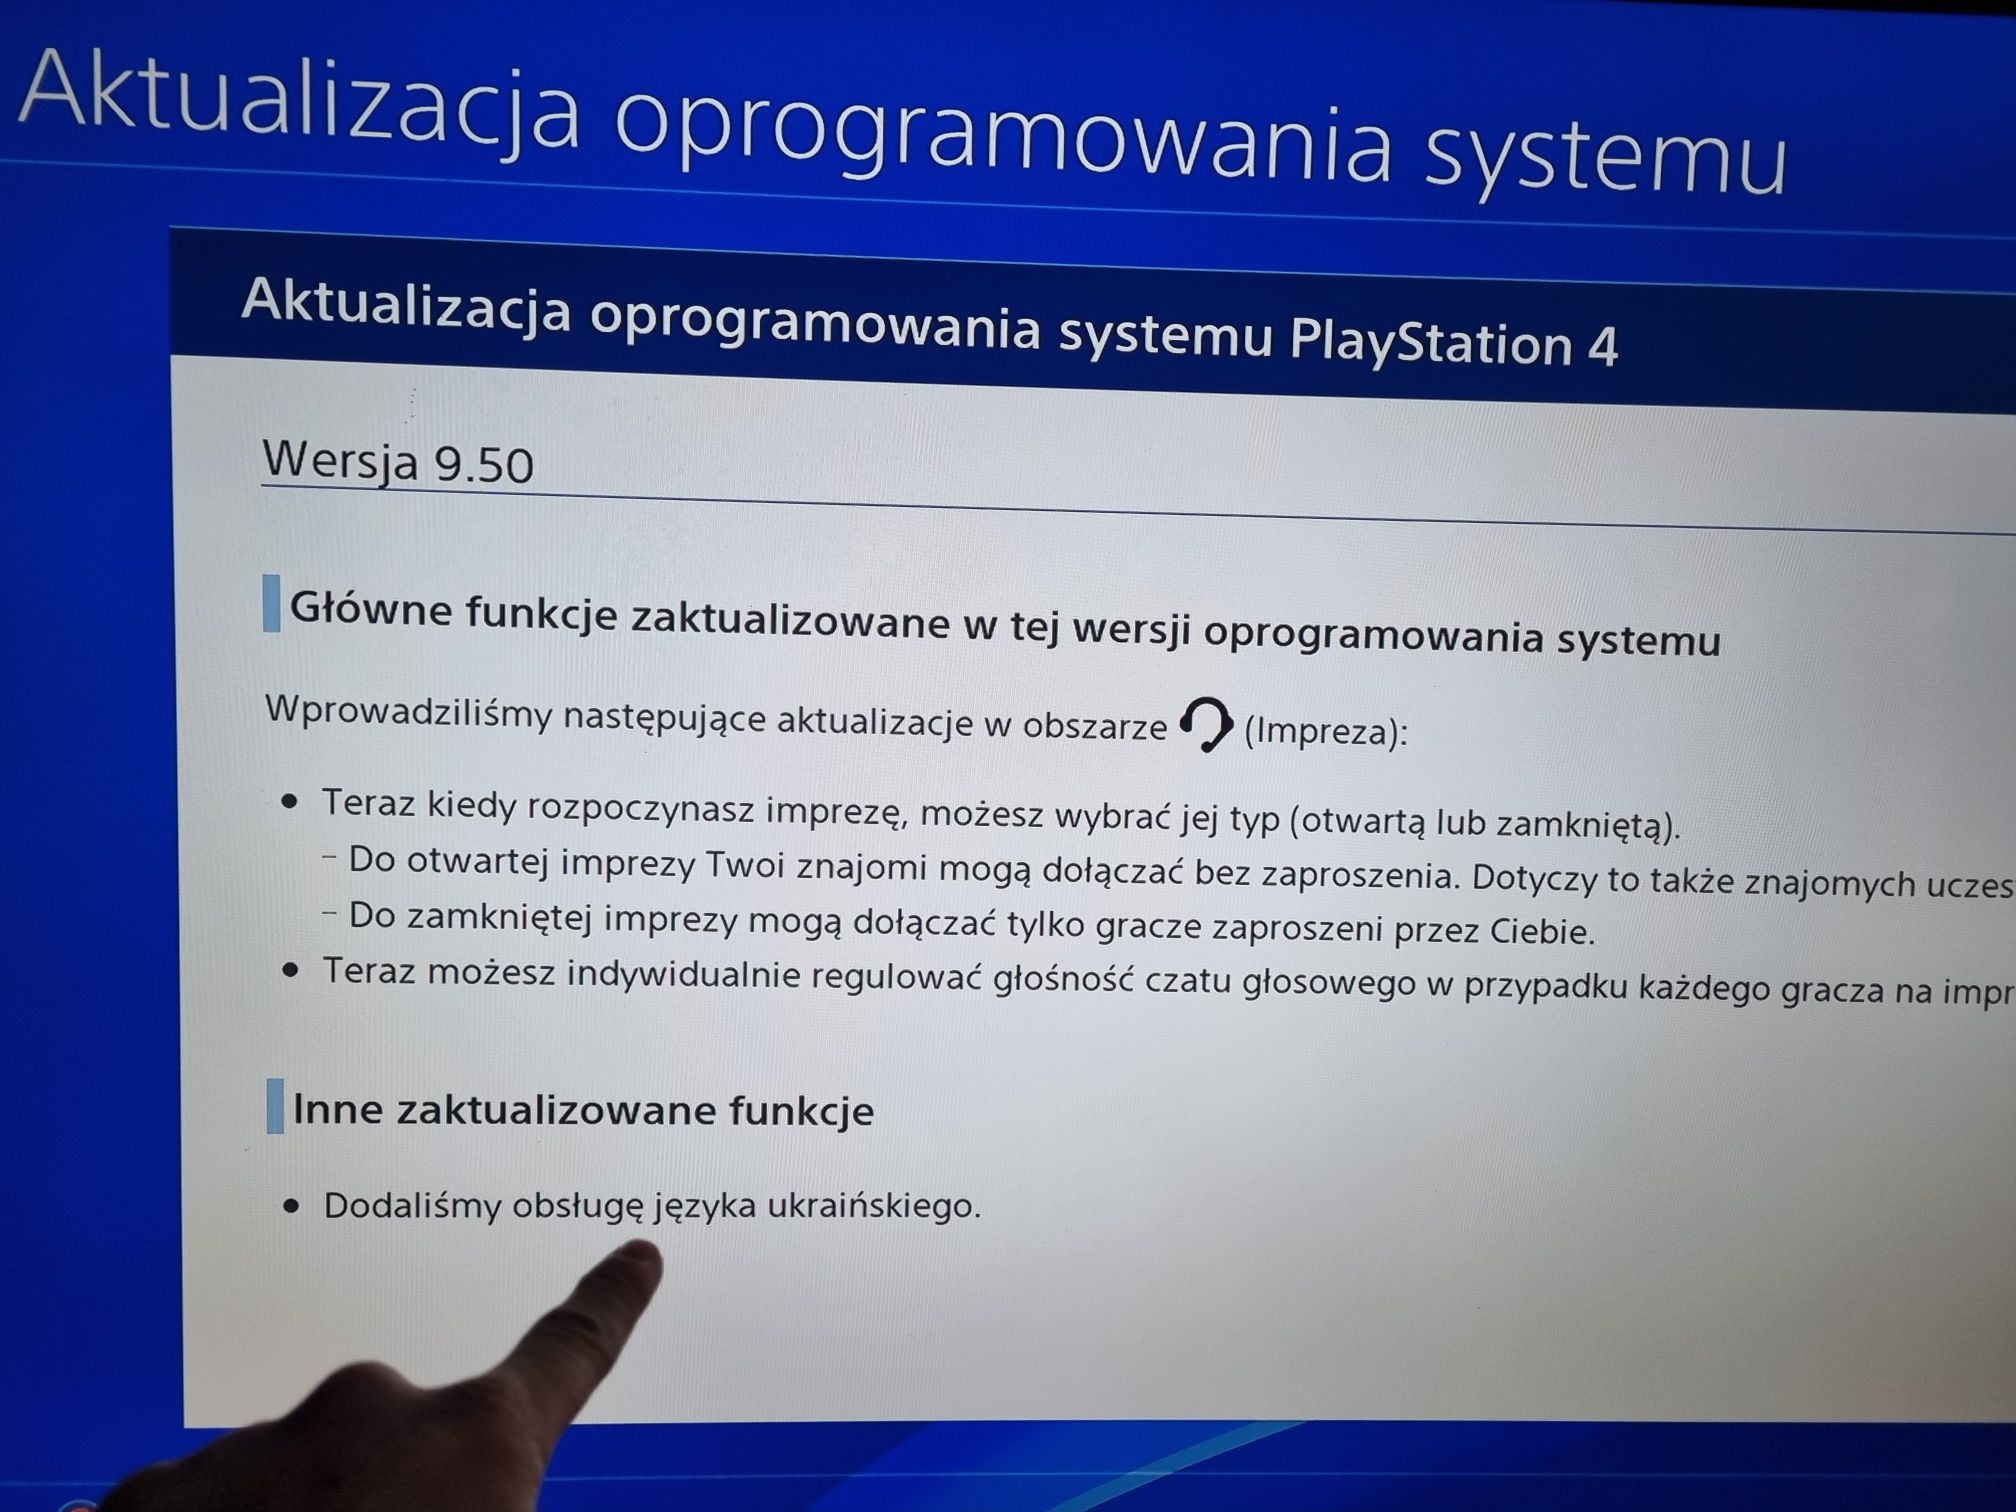 Aktualizacja oprogramowania systemu
Aktualizacja oprogramowania systemu PlayStation 4
Wersja 9.50
Główne funkcje zaktualizowane w tej wersji oprogramowania systemu
Wprowadziliśmy następujące aktualizacje w obszarze (Impreza):
• Teraz kiedy rozpoczynasz imprezę, możesz wybrać jej typ (otwartą lub zamkniętą).
– Do otwartej imprezy Twoi znajomi mogą dołączać bez zaproszenia. Dotyczy to także znajomych uczes
– Do zamkniętej imprezy mogą dołączać tylko gracze zaproszeni przez Ciebie.
• Teraz możesz indywidualnie regulować głośność czatu głosowego w przypadku każdego gracza na impr
Inne zaktualizowane funkcje
• Dodaliśmy obsługę języka ukraińskiego.